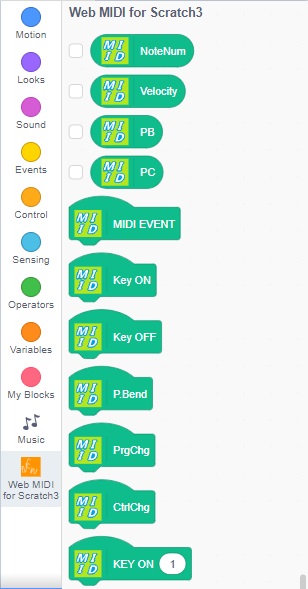 Web MIDI for Scratch3
Motion
Looks
Sound
Events
Control
Sensing
Operators
Variables
My Blocks
Music
Web MIDI
for Scratch3
MI ID NoteNum
MI ID Velocity
MI ID PB
MI ID PC
MI ID MIDI EVENT
MI ID Key ON
MI ID Key OFF
MI ID P.Bend
MI ID PrgChg
MI ID CtrlChg
MI ID KEY ON 1